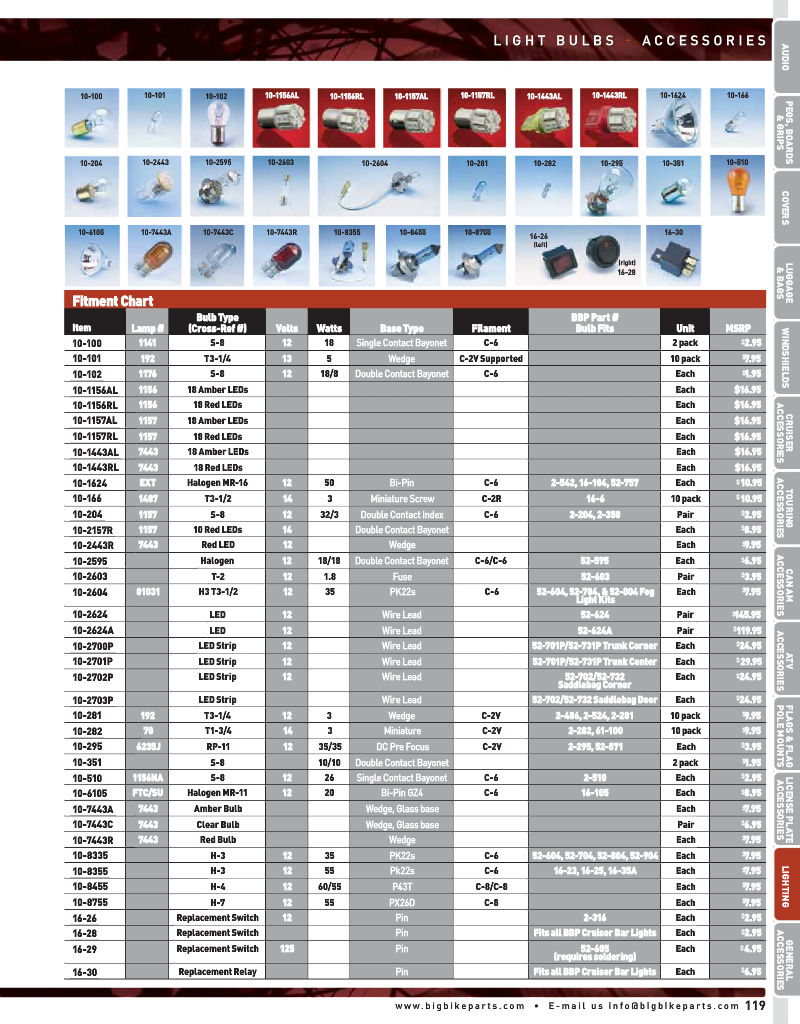 LIGHT BULBS + ACCESSORIES
10-100 10-101 10-102 10-1156AL 10-1156RL 10-1157AL 10-1157RL 10-1443AL 10-1443RL 10-1624 10-166
10-204 10-2443 10-2595 10-2603 10-2604 10-281 10-282 10-295 10-351 10-510
10-6105 10-7443A 10-7443C 10-7443R 10-8355 10-8455 10-8755 16-26 (left) (right) 16-28 16-30
Fitment Chart
Item Lamp # Bulb Type (Cross-Ref #) Volts Watts Base Type Filament BBP Part # Bulb Fits Unit MSRP
10-100 1141 S-8 12 18 Single Contact Bayonet C-6 2 pack $2.95
10-101 192 T3-1/4 13 5 Wedge C-2V Supported 10 pack $7.95
10-102 1176 S-8 12 18/8 Double Contact Bayonet C-6 Each $1.95
10-1156AL 1156 18 Amber LEDs Each $16.95
10-1156RL 1156 18 Red LEDs Each $16.95
10-1157AL 1157 18 Amber LEDs Each $16.95
10-1157RL 1157 18 Red LEDs Each $16.95
10-1443AL 7443 18 Amber LEDs Each $16.95
10-1443RL 7443 18 Red LEDs Each $16.95
10-1624 EXT Halogen MR-16 12 50 Bi-Pin C-6 2-542, 16-104, 52-757 Each $10.95
10-166 1487 T3-1/2 14 3 Miniature Screw C-2R 16-6 10 pack $10.95
10-204 1157 S-8 12 32/3 Double Contact Index C-6 2-204, 2-350 Pair $2.95
10-2157R 1157 10 Red LEDs 14 Double Contact Bayonet Each $8.95
10-2443R 7443 Red LED 12 Wedge Each $9.95
10-2595 Halogen 12 18/18 Double Contact Bayonet C-6/C-6 52-595 Each $6.95
10-2603 T-2 12 1.8 Fuse 52-603 Pair $3.95
10-2604 01031 H3 T3-1/2 12 35 PK22s C-6 52-604, 52-704, & 52-804 Fog Light Kits Each $7.95
10-2624 LED 12 Wire Lead 52-624 Pair $145.95
10-2624A LED 12 Wire Lead 52-624A Pair $119.95
10-2700P LED Strip 12 Wire Lead 52-701P/52-731P Trunk Corner Each $24.95
10-2701P LED Strip 12 Wire Lead 52-701P/52-731P Trunk Center Each $29.95
10-2702P LED Strip 12 Wire Lead 52-702/52-732 Saddlebag Corner Each $24.95
10-2703P LED Strip Wire Lead 52-702/52-732 Saddlebag Door Each $24.95
10-281 192 T3-1/4 12 3 Wedge C-2V 2-486, 2-524, 2-281 10 pack $9.95
10-282 70 T1-3/4 14 3 Miniature C-2V 2-282, 61-100 10 pack $9.95
10-295 6235J RP-11 12 35/35 DC Pre Focus C-2V 2-295, 52-571 Each $3.95
10-351 S-8 10/10 Double Contact Bayonet 2 pack $1.95
10-510 1156NA S-8 12 26 Single Contact Bayonet C-6 2-510 Each $2.95
10-6105 FTC/SU Halogen MR-11 12 20 Bi-Pin GZ4 C-6 16-105 Each $8.95
10-7443A 7443 Amber Bulb Wedge, Glass base Each $7.95
10-7443C 7443 Clear Bulb Wedge, Glass base Pair $6.95
10-7443R 7443 Red Bulb Wedge Each $7.95
10-8335 H-3 12 35 PK22s C-6 52-604, 52-704, 52-804, 52-904 Each $7.95
10-8355 H-3 12 55 Pk22s C-6 16-23, 16-25, 16-35A Each $7.95
10-8455 H-4 12 60/55 P43T C-8/C-8 Each $7.95
10-8755 H-7 12 55 PX26D C-8 Each $7.95
16-26 Replacement Switch 12 Pin 2-316 Each $2.95
16-28 Replacement Switch Pin Fits all BBP Cruiser Bar Lights Each $2.95
16-29 Replacement Switch 125 Pin 52-605 (requires soldering) Each $4.95
16-30 Replacement Relay Pin Fits all BBP Cruiser Bar Lights Each $6.95
www.bigbikeparts.com • E-mail us info@bigbikeparts.com 119
AUDIO
PEGS, BOARDS & GRIPS
COVERS
LUGGAGE & BAGS
WINDSHIELDS
CRUISER ACCESSORIES
TOURING ACCESSORIES
CAN AM ACCESSORIES
ATV ACCESSORIES
FLAGS & FLAG POLE MOUNTS
LICENSE PLATE ACCESSORIES
LIGHTING
GENERAL ACCESSORIES